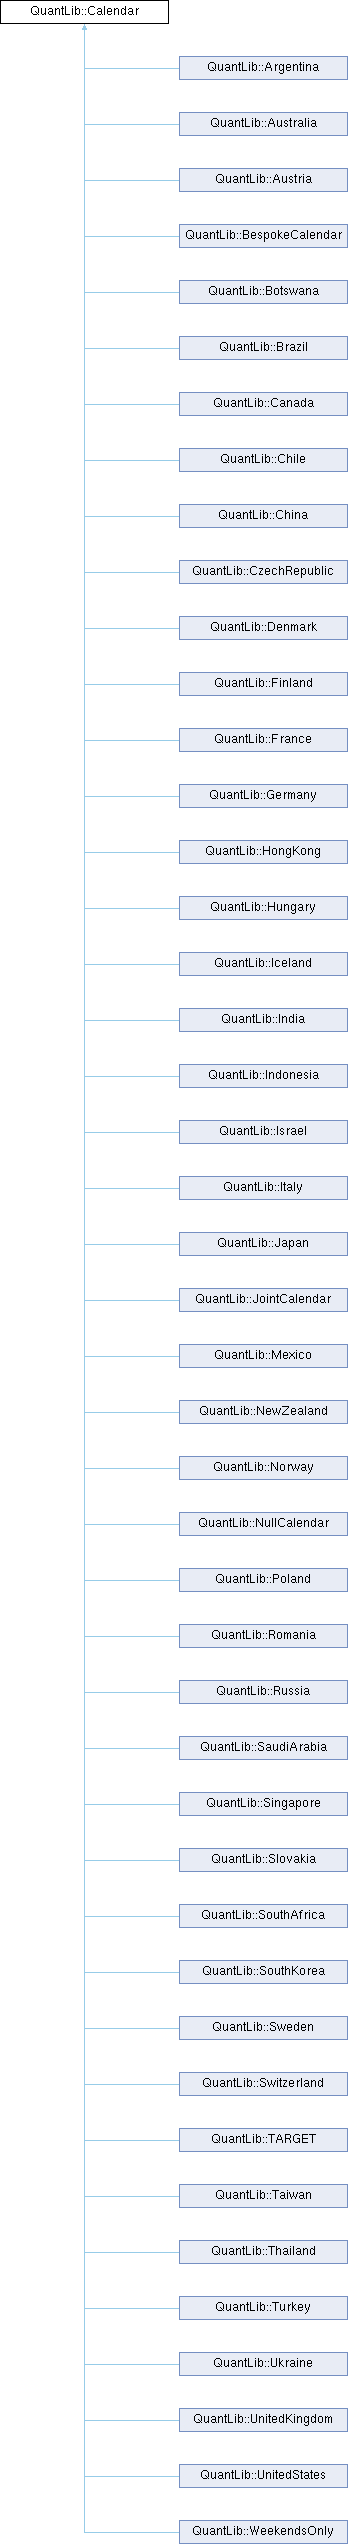 QuantLib::Calendar
QuantLib::Argentina
QuantLib::Australia
QuantLib::Austria
QuantLib::BespokeCalendar
QuantLib::Botswana
QuantLib::Brazil
QuantLib::Canada
QuantLib::Chile
QuantLib::China
QuantLib::CzechRepublic
QuantLib::Denmark
QuantLib::Finland
QuantLib::France
QuantLib::Germany
QuantLib::HongKong
QuantLib::Hungary
QuantLib::Iceland
QuantLib::India
QuantLib::Indonesia
QuantLib::Israel
QuantLib::Italy
QuantLib::Japan
QuantLib::JointCalendar
QuantLib::Mexico
QuantLib::NewZealand
QuantLib::Norway
QuantLib::NullCalendar
QuantLib::Poland
QuantLib::Romania
QuantLib::Russia
QuantLib::SaudiArabia
QuantLib::Singapore
QuantLib::Slovakia
QuantLib::SouthAfrica
QuantLib::SouthKorea
QuantLib::Sweden
QuantLib::Switzerland
QuantLib::TARGET
QuantLib::Taiwan
QuantLib::Thailand
QuantLib::Turkey
QuantLib::Ukraine
QuantLib::UnitedKingdom
QuantLib::UnitedStates
QuantLib::WeekendsOnly